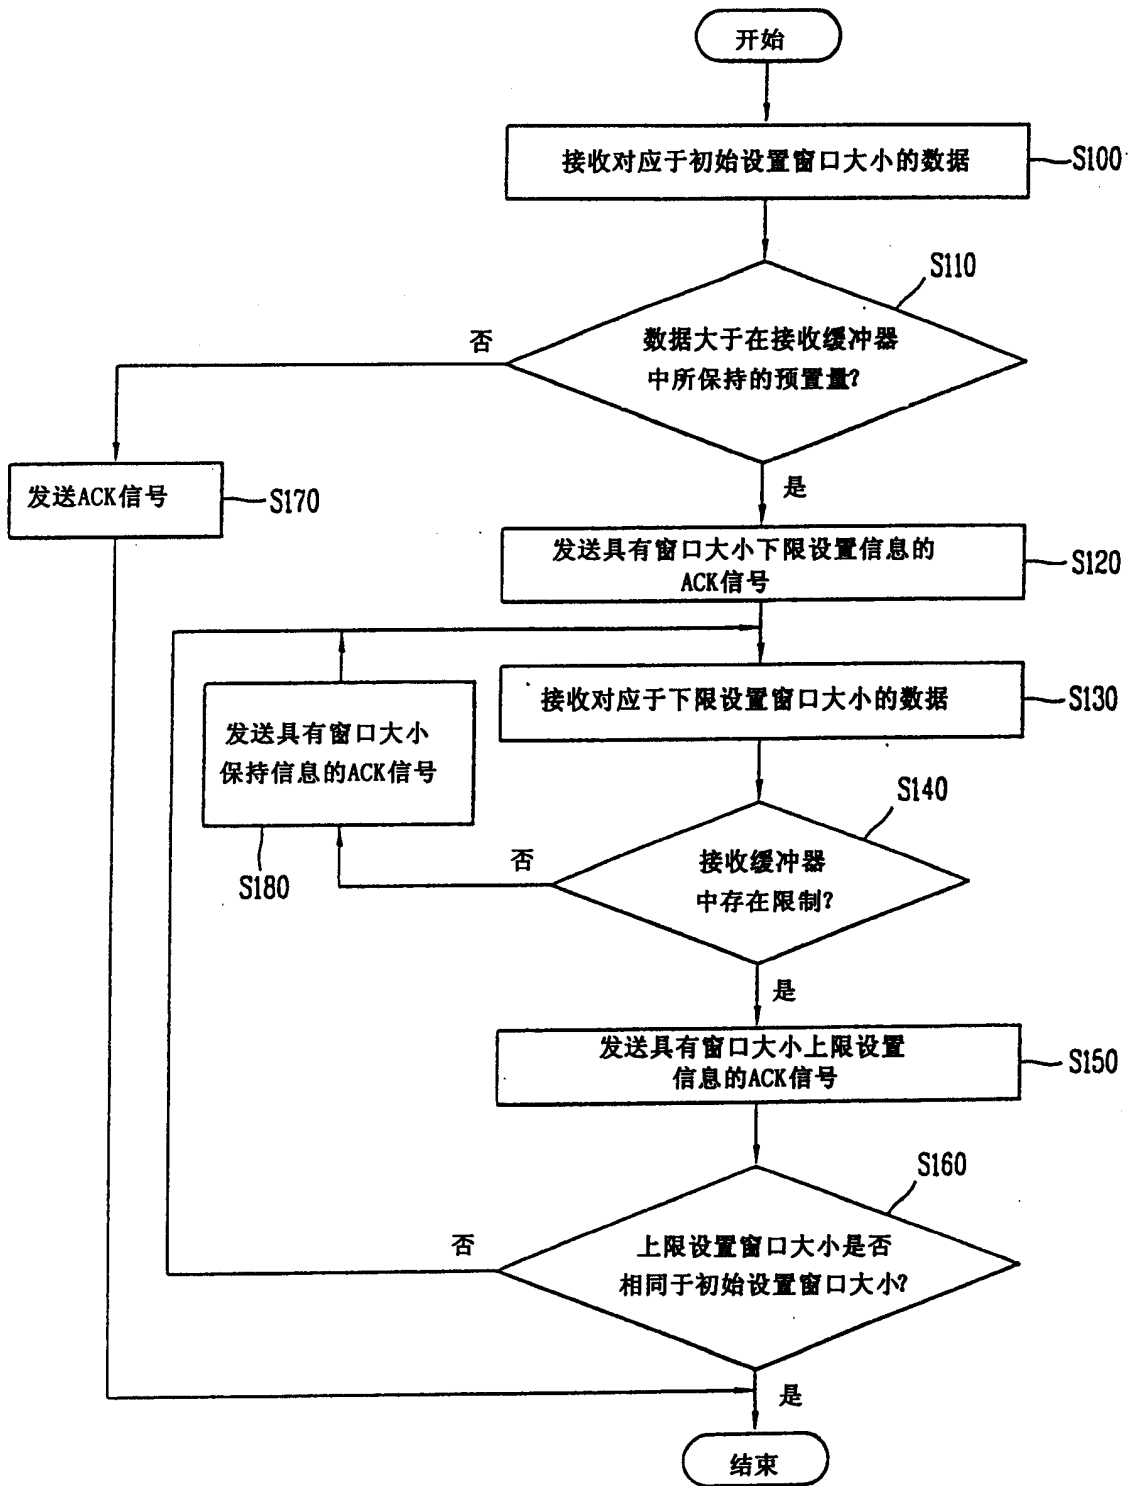 开始
接收对应于初始设置窗口大小的数据
S100
S110
数据大于在接收缓冲器
中所保持的预置量?
否
是
发送ACK信号
S170
发送具有窗口大小下限设置信息的
ACK信号
S120
接收对应于下限设置窗口大小的数据
S130
发送具有窗口大小
保持信息的ACK信号
S180
S140
接收缓冲器
中存在限制?
否
是
发送具有窗口大小上限设置
信息的ACK信号
S150
S160
上限设置窗口大小是否
相同于初始设置窗口大小?
否
是
结束